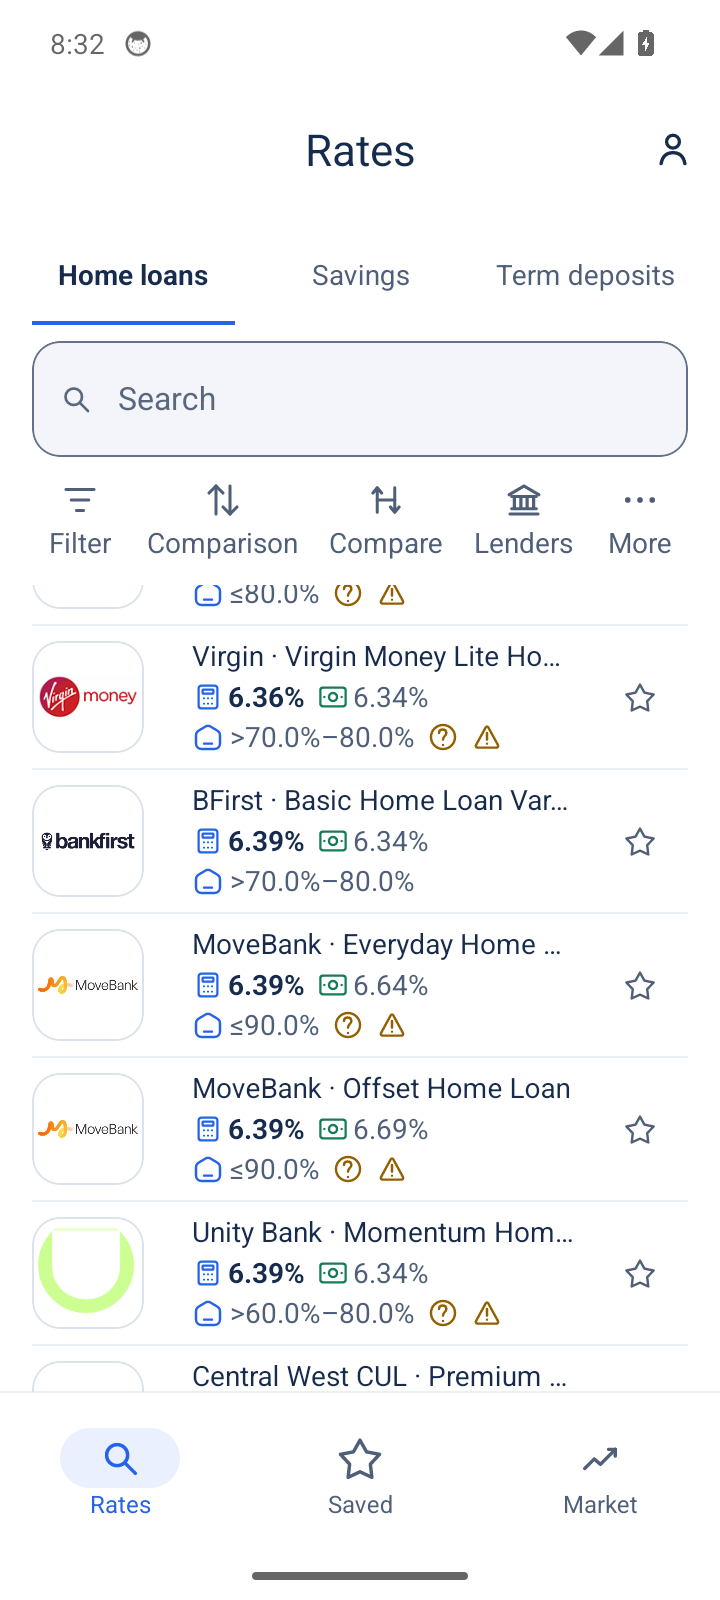 8:32
Rates
Home loans
Savings
Term deposits
Search
Filter
Comparison
Compare
Lenders
More
≤80.0%
Virgin money
Virgin · Virgin Money Lite Ho...
6.36% 6.34%
>70.0%–80.0%
bankfirst
BFirst · Basic Home Loan Var...
6.39% 6.34%
>70.0%–80.0%
MoveBank
MoveBank · Everyday Home ...
6.39% 6.64%
≤90.0%
MoveBank
MoveBank · Offset Home Loan
6.39% 6.69%
≤90.0%
Unity Bank · Momentum Hom...
6.39% 6.34%
>60.0%–80.0%
Central West CUL · Premium ...
Rates
Saved
Market